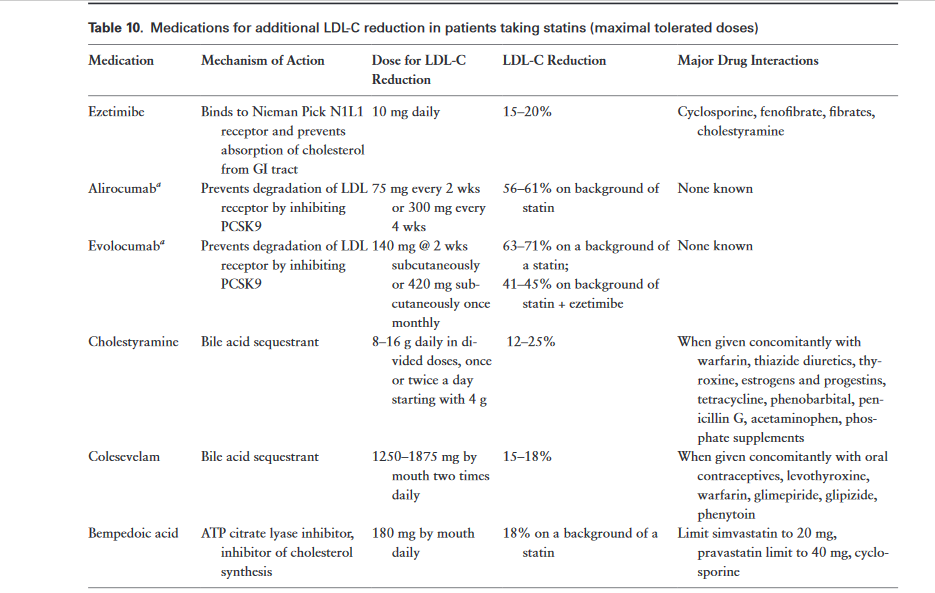 Table 10. Medications for additional LDL-C reduction in patients taking statins (maximal tolerated doses)
Medication Mechanism of Action Dose for LDL-C Reduction LDL-C Reduction Major Drug Interactions
Ezetimibe
Binds to Nieman Pick N1L1
receptor and prevents
absorption of cholesterol
from GI tract
10 mg daily
15–20%
Cyclosporine, fenofibrate, fibrates,
cholestyramine
Alirocumabᵃ
Prevents degradation of LDL
receptor by inhibiting
PCSK9
75 mg every 2 wks
or 300 mg every
4 wks
56–61% on background of
statin
None known
Evolocumabᵃ
Prevents degradation of LDL
receptor by inhibiting
PCSK9
140 mg @ 2 wks
subcutaneously
or 420 mg sub-
cutaneously once
monthly
63–71% on a background of
a statin;
41–45% on background of
statin + ezetimibe
None known
Cholestyramine
Bile acid sequestrant
8–16 g daily in di-
vided doses, once
or twice a day
starting with 4 g
12–25%
When given concomitantly with
warfarin, thiazide diuretics, thy-
roxine, estrogens and progestins,
tetracycline, phenobarbital, pen-
icillin G, acetaminophen, phos-
phate supplements
Colesevelam
Bile acid sequestrant
1250–1875 mg by
mouth two times
daily
15–18%
When given concomitantly with oral
contraceptives, levothyroxine,
warfarin, glimepiride, glipizide,
phenytoin
Bempedoic acid
ATP citrate lyase inhibitor,
inhibitor of cholesterol
synthesis
180 mg by mouth
daily
18% on a background of a
statin
Limit simvastatin to 20 mg,
pravastatin limit to 40 mg, cyclo-
sporine